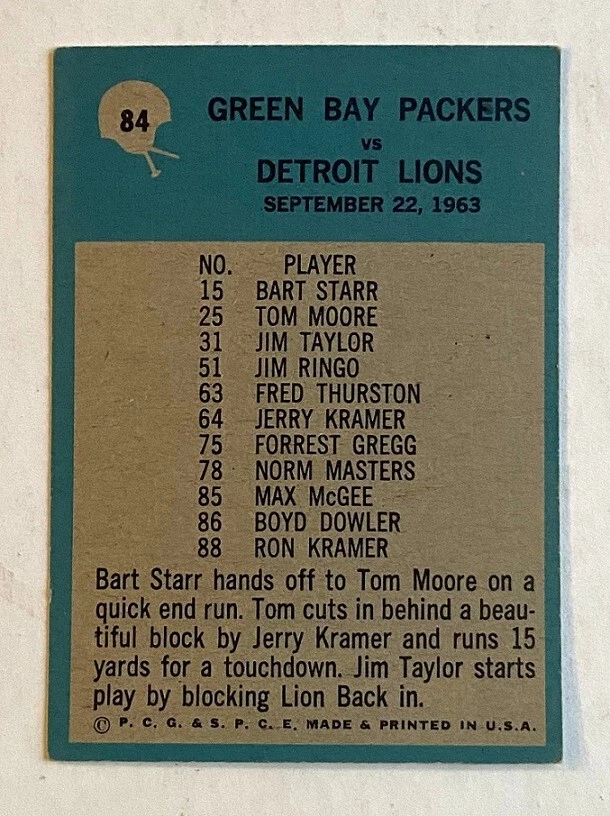 84
GREEN BAY PACKERS
vs
DETROIT LIONS
SEPTEMBER 22, 1963
NO. PLAYER
15 BART STARR
25 TOM MOORE
31 JIM TAYLOR
51 JIM RINGO
63 FRED THURSTON
64 JERRY KRAMER
75 FORREST GREGG
78 NORM MASTERS
85 MAX McGEE
86 BOYD DOWLER
88 RON KRAMER
Bart Starr hands off to Tom Moore on a
quick end run. Tom cuts in behind a beau-
tiful block by Jerry Kramer and runs 15
yards for a touchdown. Jim Taylor starts
play by blocking Lion Back in.
© P. C. G. & S. P. C. E. MADE & PRINTED IN U.S.A.